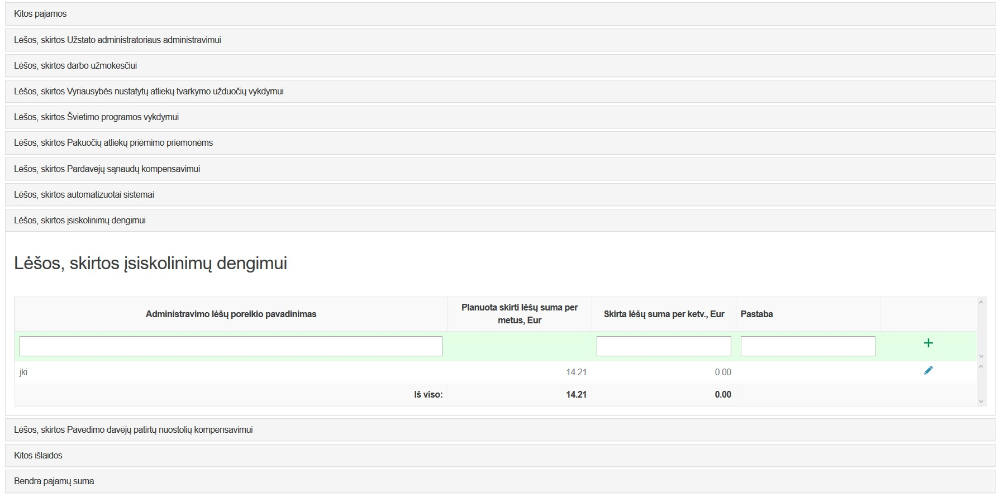 Kitos pajamos
Lėšos, skirtos Užstato administratoriaus administravimui
Lėšos, skirtos darbo užmokesčiui
Lėšos, skirtos Vyriausybės nustatytų atliekų tvarkymo užduočių vykdymui
Lėšos, skirtos Švietimo programos vykdymui
Lėšos, skirtos Pakuočių atliekų priėmimo priemonėms
Lėšos, skirtos Pardavėjų sąnaudų kompensavimui
Lėšos, skirtos automatizuotai sistemai
Lėšos, skirtos įsiskolinimų dengimui
Lėšos, skirtos įsiskolinimų dengimui
Administravimo lėšų poreikio pavadinimas
Planuota skirti lėšų suma per
metus, Eur
Skirta lėšų suma per ketv., Eur
Pastaba
įki 14.21 0.00
Iš viso: 14.21 0.00
Lėšos, skirtos Pavedimo davėjų patirtų nuostolių kompensavimui
Kitos išlaidos
Bendra pajamų suma